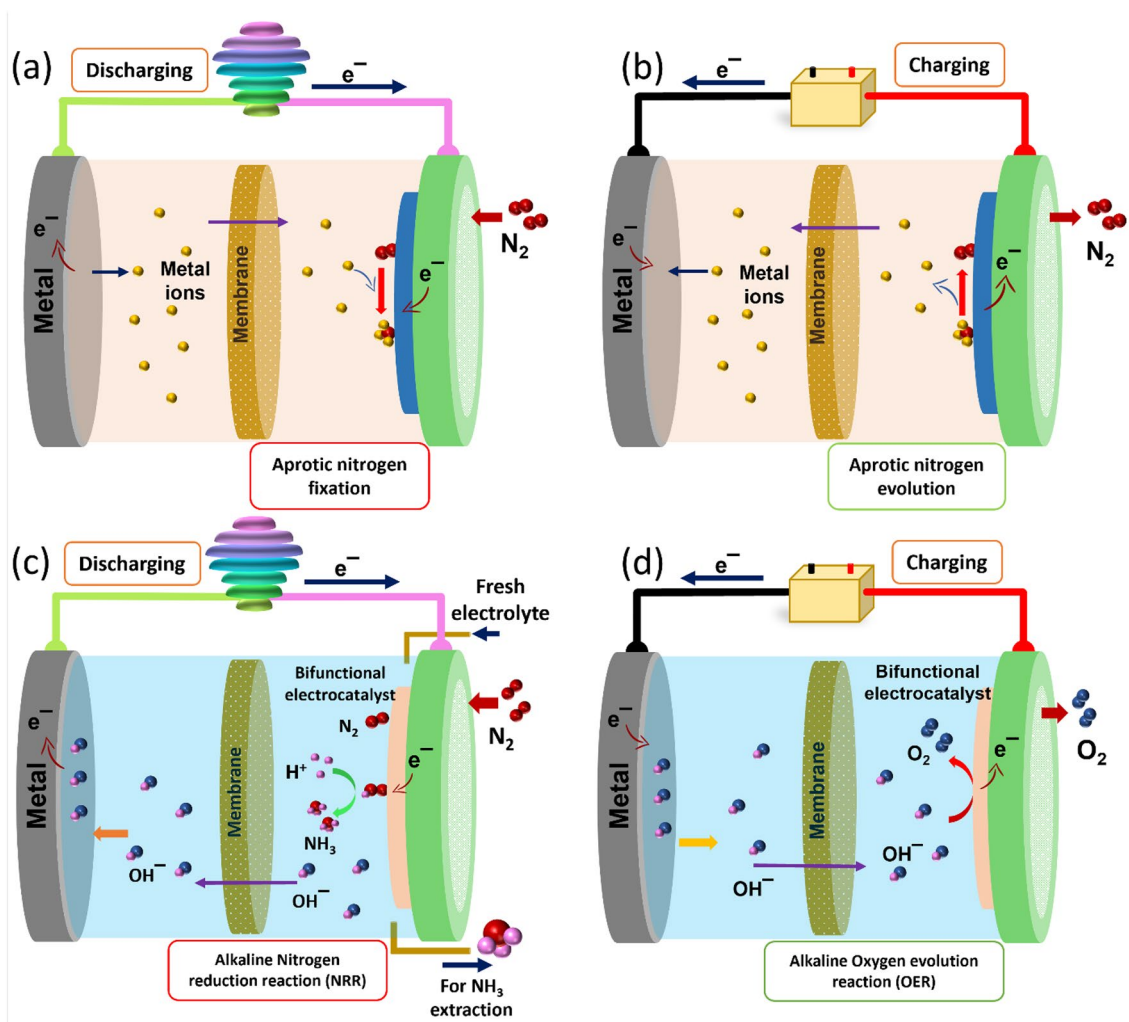 (a)
Discharging
e−
e−
Metal
Metal
ions
Membrane
e−
N2
Aprotic nitrogen
fixation
(b)
Charging
e−
e−
Metal
Metal
ions
Membrane
e−
N2
Aprotic nitrogen
evolution
(c)
Discharging
e−
Fresh
electrolyte
Bifunctional
electrocatalyst
N2
N2
e−
e−
H+
NH3
Metal
Membrane
OH−
OH−
Alkaline Nitrogen
reduction reaction (NRR)
For NH3
extraction
(d)
Charging
e−
Bifunctional
electrocatalyst
e−
e−
O2
O2
Metal
Membrane
OH−
OH−
Alkaline Oxygen evolution
reaction (OER)